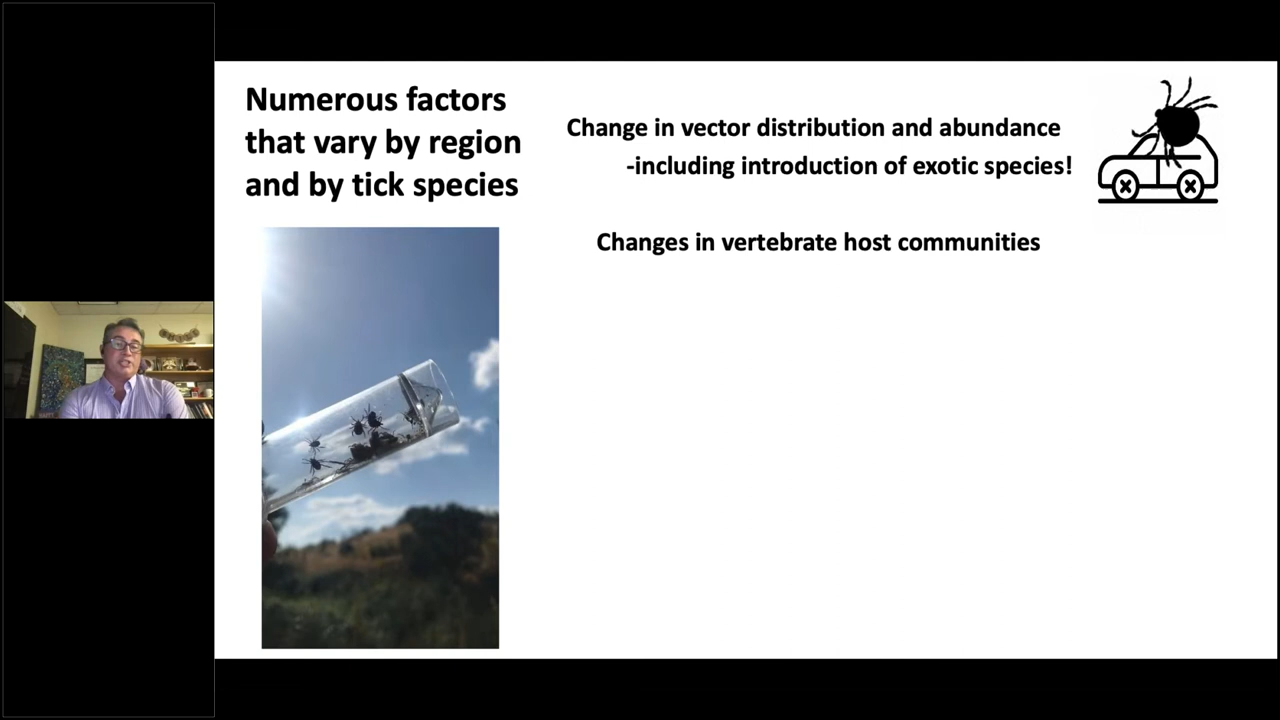 Numerous factors
that vary by region
and by tick species
Change in vector distribution and abundance
-including introduction of exotic species!
Changes in vertebrate host communities